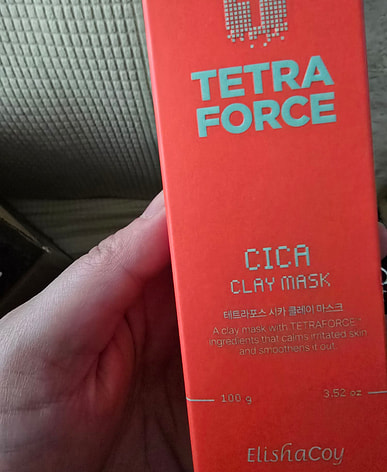 TETRA
FORCE
CICA
CLAY MASK
테트라포스 시카 클레이 마스크
A clay mask with TETRAFORCE™
ingredients that calms irritated skin
and smoothens it out.
100 g 3.52 oz
ElishaCoy